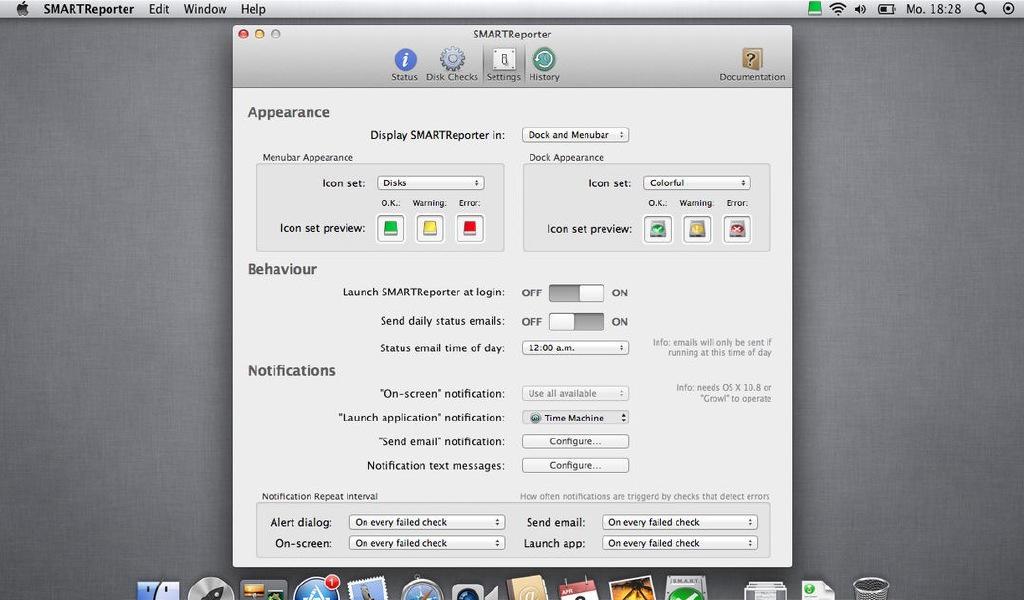 SMARTReporter Edit Window Help Mo. 18:28
SMARTReporter
Status Disk Checks Settings History Documentation
Appearance
Display SMARTReporter in: Dock and Menubar
Menubar Appearance Dock Appearance
Icon set: Disks Icon set: Colorful
O.K.: Warning: Error: O.K.: Warning: Error:
Icon set preview: Icon set preview:
Behaviour
Launch SMARTReporter at login: OFF ON
Send daily status emails: OFF ON
Status email time of day: 12:00 a.m. Info: emails will only be sent if
running at this time of day
Notifications
"On-screen" notification: Use all available Info: needs OS X 10.8 or
"Growl" to operate
"Launch application" notification: Time Machine
"Send email" notification: Configure...
Notification text messages: Configure...
Notification Repeat Interval How often notifications are triggerd by checks that detect errors
Alert dialog: On every failed check Send email: On every failed check
On-screen: On every failed check Launch app: On every failed check
1
S.M.A.R.T.